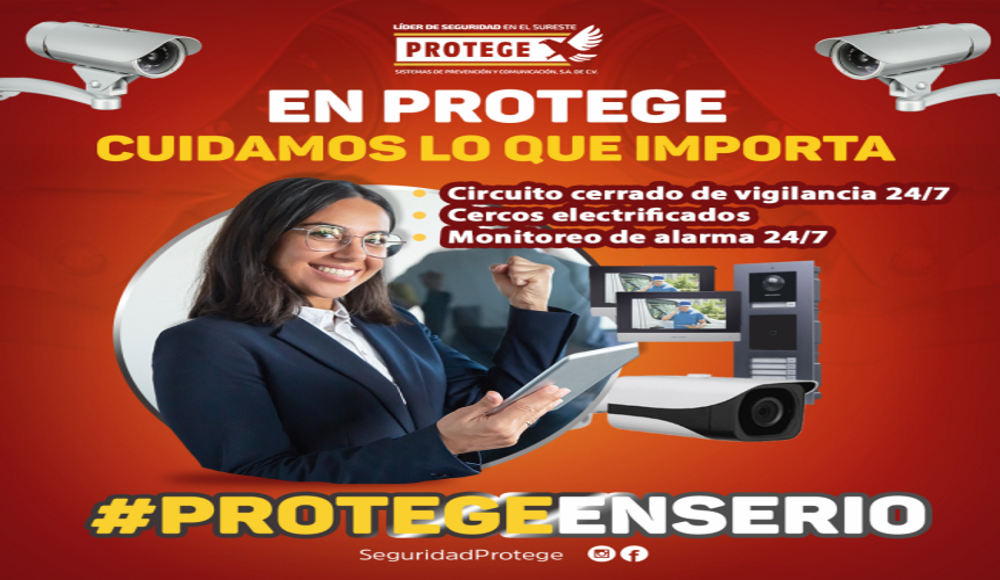 LÍDER DE SEGURIDAD EN EL SURESTE
PROTEGE
SISTEMAS DE PREVENCIÓN Y COMUNICACIÓN, S.A. DE C.V.
EN PROTEGE
CUIDAMOS LO QUE IMPORTA
Circuito cerrado de vigilancia 24/7
Cercos electrificados
Monitoreo de alarma 24/7
#PROTEGEENSERIO
SeguridadProtege